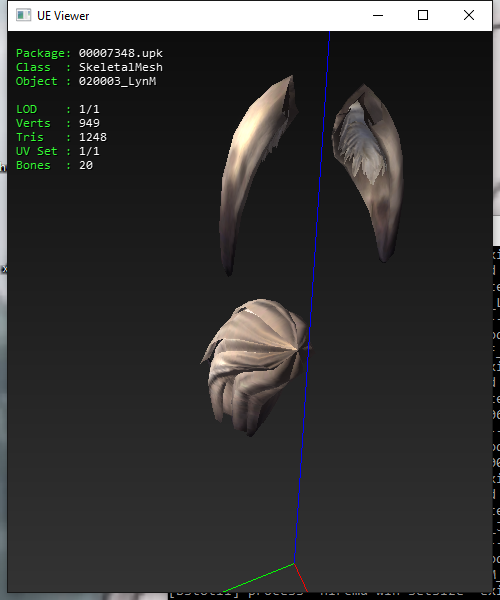 UE Viewer
Package: 00007348.upk
Class : SkeletalMesh
Object : 020003_LynM
LOD : 1/1
Verts : 949
Tris : 1248
UV Set : 1/1
Bones : 20